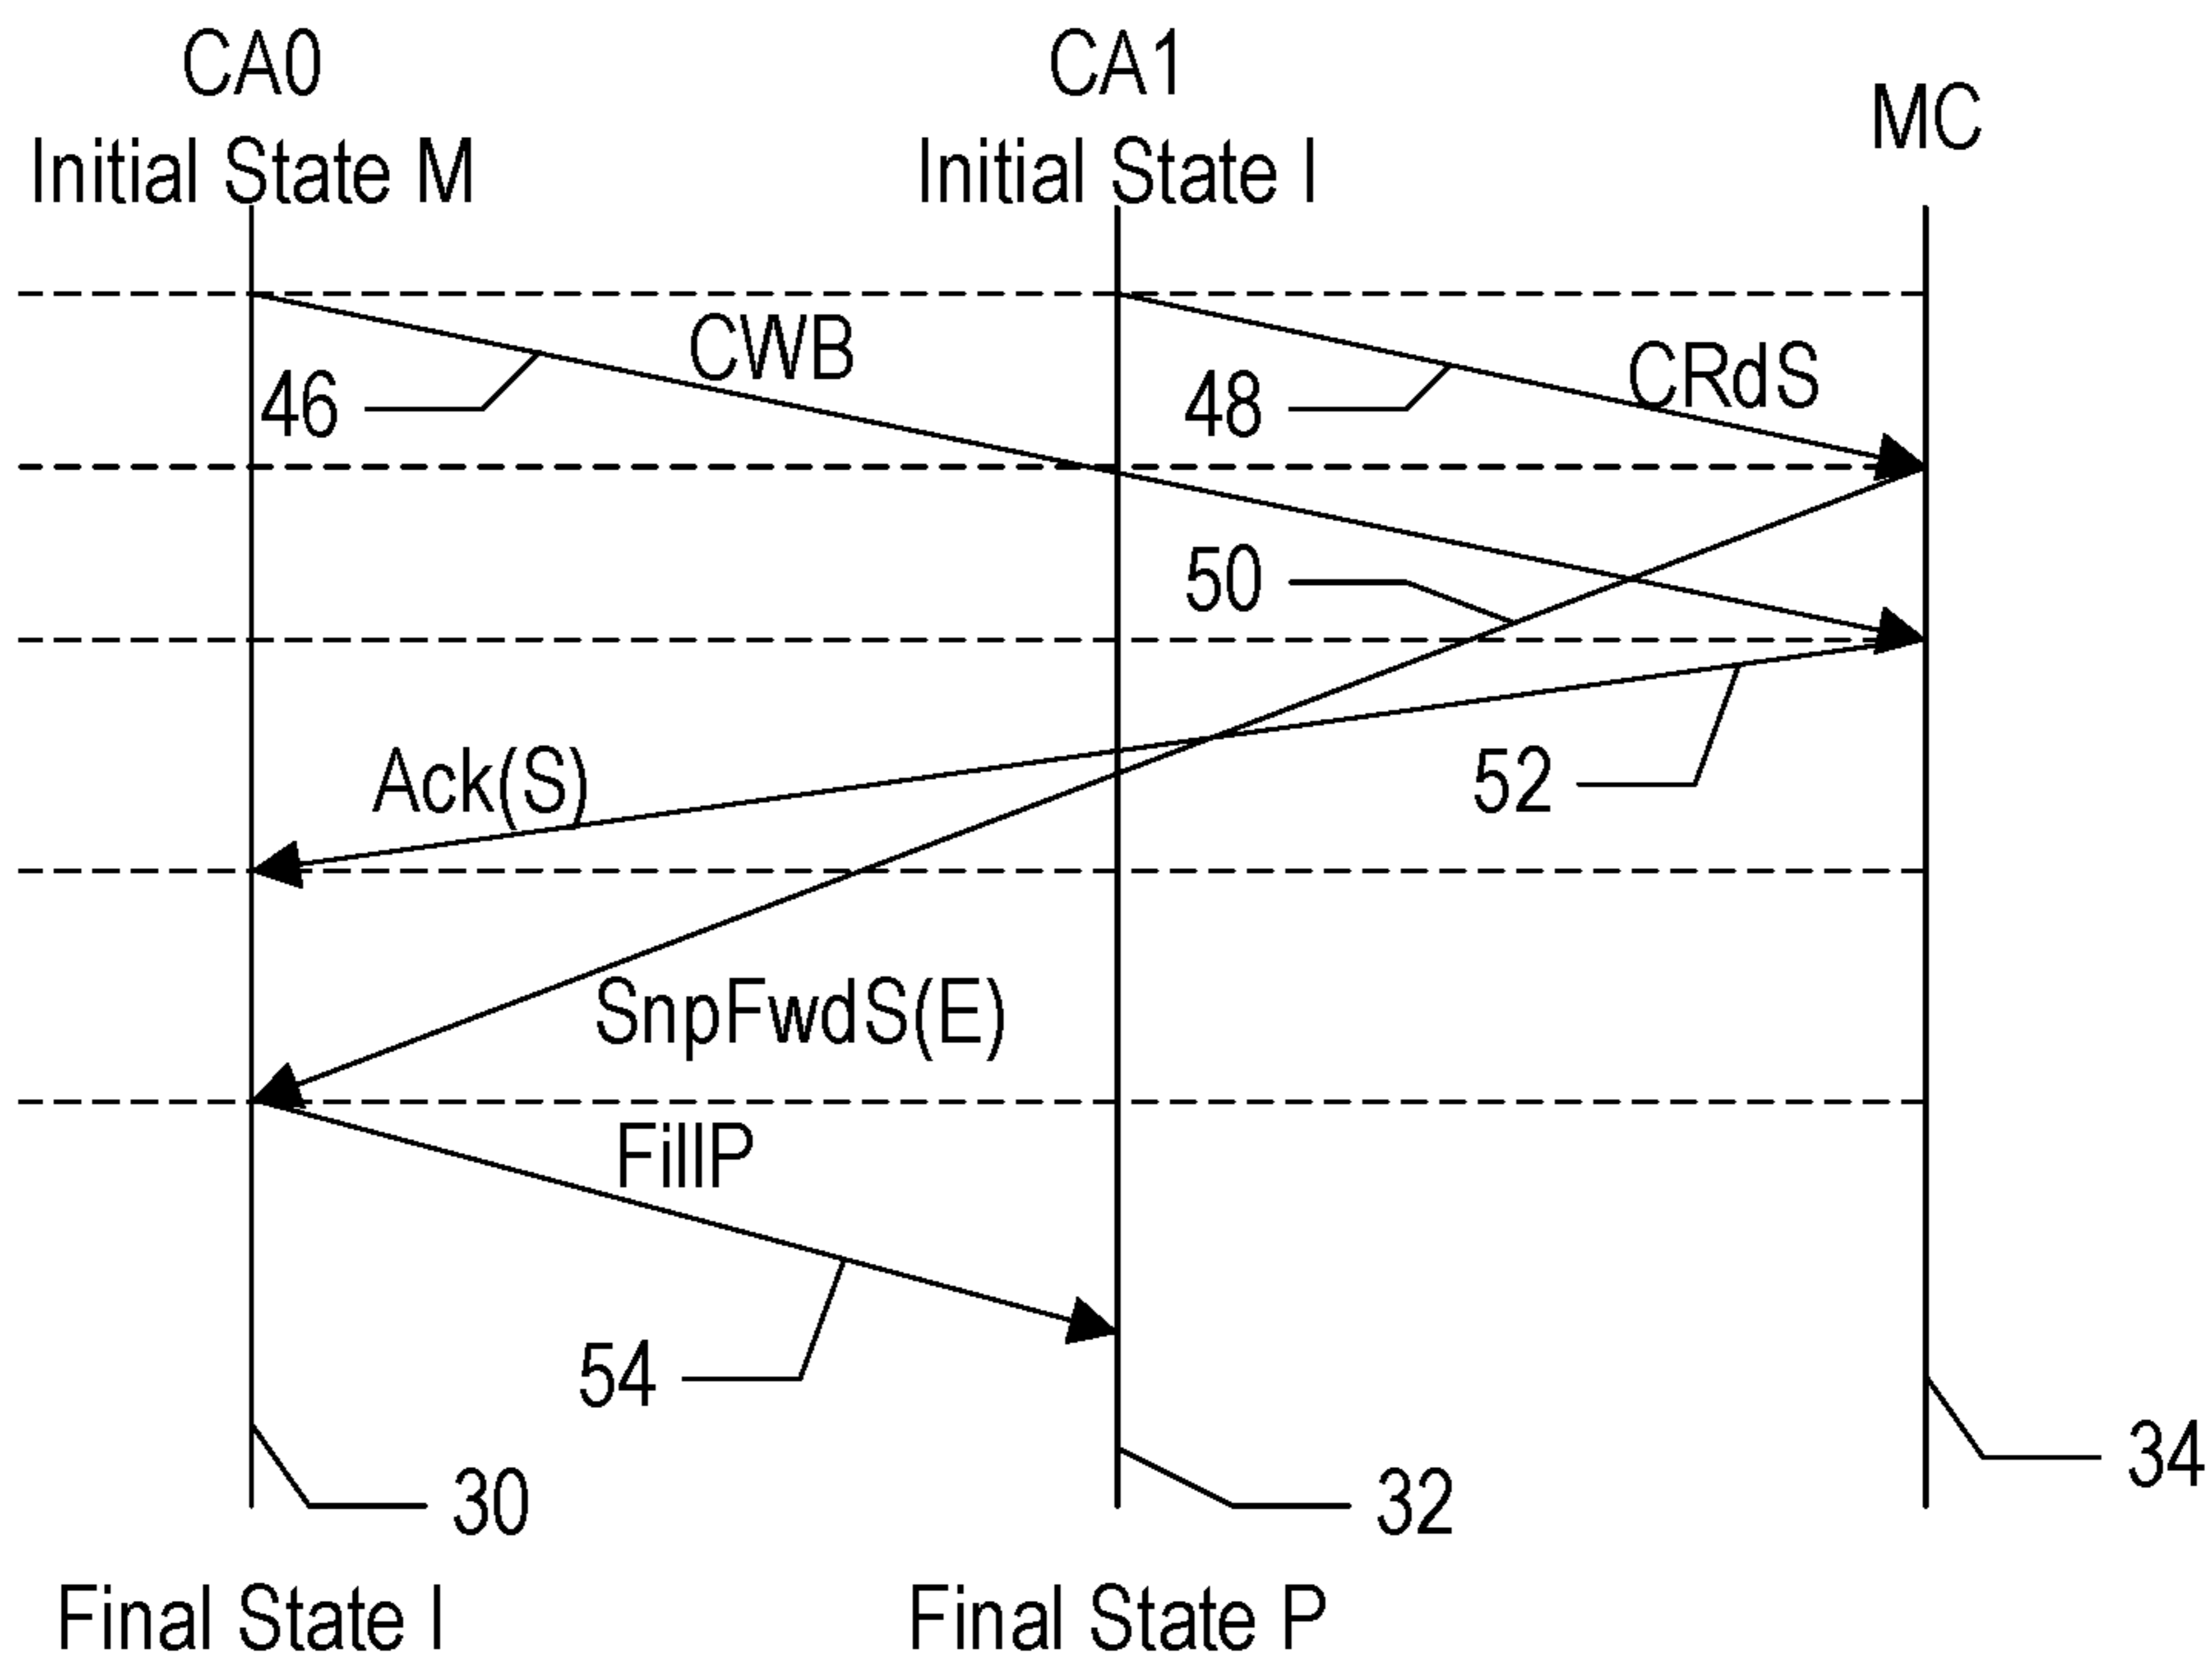 CA0
Initial State M
CA1
Initial State I
MC
CWB
CRdS
46
48
50
Ack(S)
52
SnpFwdS(E)
FillP
54
30
32
34
Final State I
Final State P